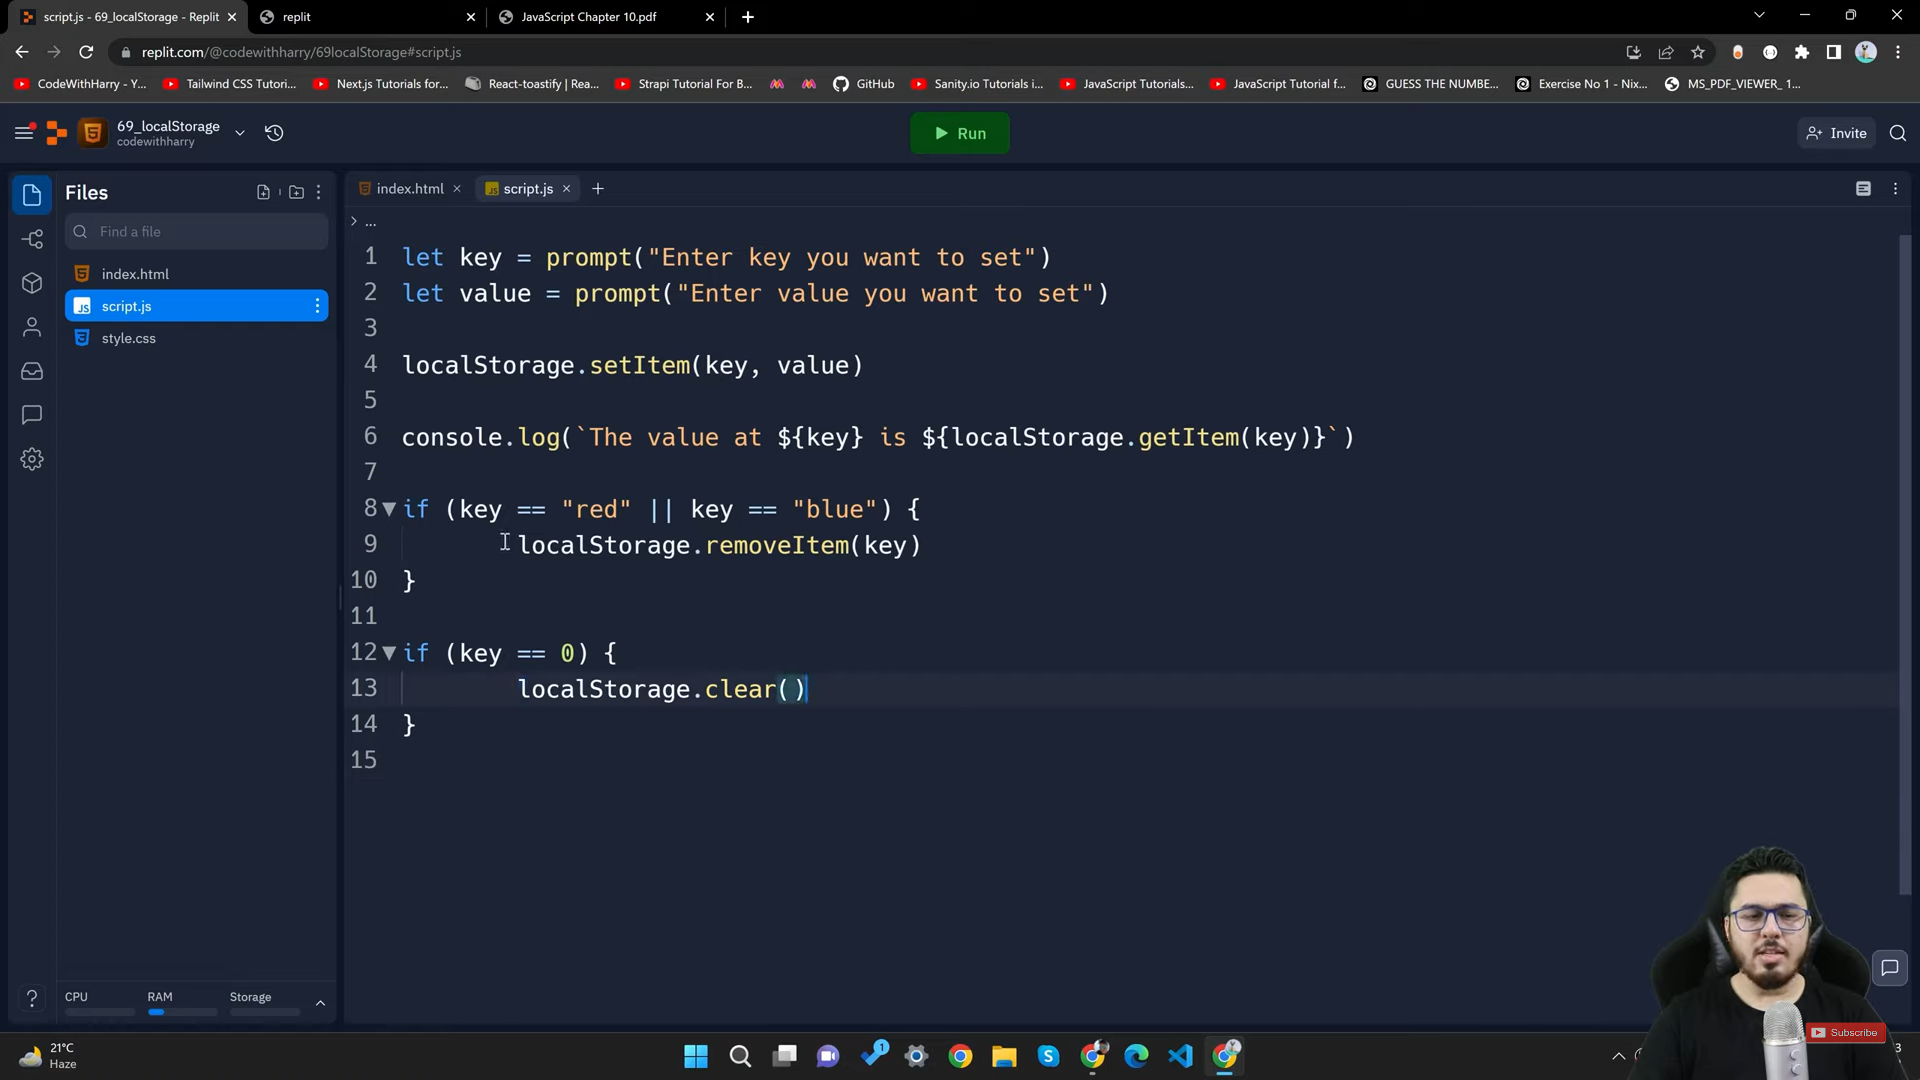 script.js - 69_localStorage - Replit
replit
JavaScript Chapter 10.pdf
replit.com/@codewithharry/69localStorage#script.js
CodeWithHarry - Y...
Tailwind CSS Tutori...
Next.js Tutorials for...
React-toastify | Rea...
Strapi Tutorial For B...
GitHub
Sanity.io Tutorials i...
JavaScript Tutorials...
JavaScript Tutorial f...
GUESS THE NUMBE...
Exercise No 1 - Nix...
MS_PDF_VIEWER_ 1...
69_localStorage
codewithharry
Run
Invite
Files
Find a file
index.html
script.js
style.css
index.html
script.js
...
1 let key = prompt("Enter key you want to set")
2 let value = prompt("Enter value you want to set")
3
4 localStorage.setItem(key, value)
5
6 console.log(`The value at ${key} is ${localStorage.getItem(key)}`)
7
8 if (key == "red" || key == "blue") {
9 localStorage.removeItem(key)
10 }
11
12 if (key == 0) {
13 localStorage.clear()
14 }
15
CPU
RAM
Storage
Subscribe
21°C
Haze
1